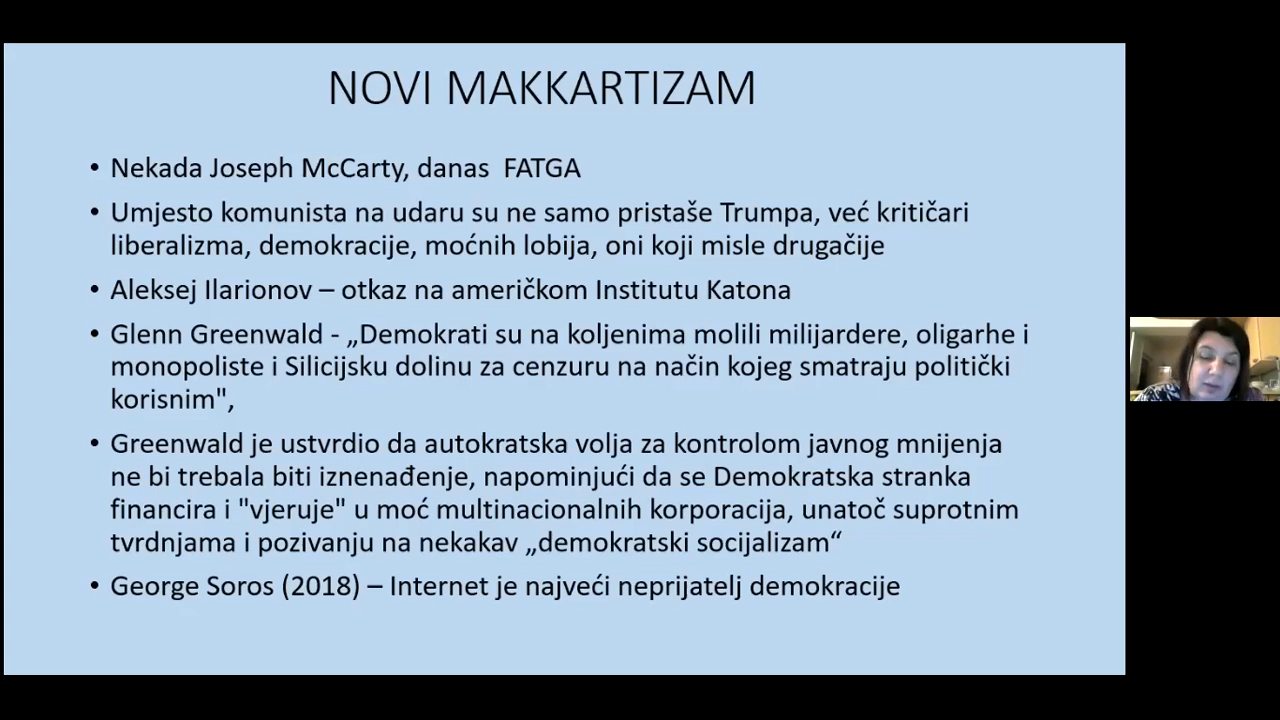 NOVI MAKKARTIZAM
• Nekada Joseph McCarty, danas  FATGA
• Umjesto komunista na udaru su ne samo pristaše Trumpa, već kritičari
liberalizma, demokracije, moćnih lobija, oni koji misle drugačije
• Aleksej Ilarionov – otkaz na američkom Institutu Katona
• Glenn Greenwald - „Demokrati su na koljenima molili milijardere, oligarhe i
monopoliste i Silicijsku dolinu za cenzuru na način kojeg smatraju politički
korisnim",
• Greenwald je ustvrdio da autokratska volja za kontrolom javnog mnijenja
ne bi trebala biti iznenađenje, napominjući da se Demokratska stranka
financira i "vjeruje" u moć multinacionalnih korporacija, unatoč suprotnim
tvrdnjama i pozivanju na nekakav „demokratski socijalizam“
• George Soros (2018) – Internet je najveći neprijatelj demokracije